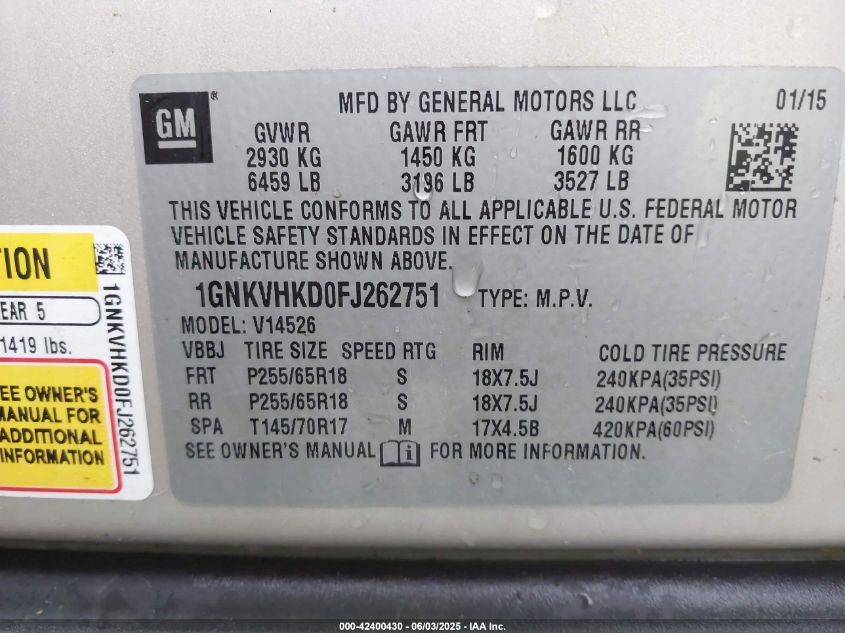 GM®
MFD BY GENERAL MOTORS LLC 01/15
GVWR GAWR FRT GAWR RR
2930 KG 1450 KG 1600 KG
6459 LB 3196 LB 3527 LB
THIS VEHICLE CONFORMS TO ALL APPLICABLE U.S. FEDERAL MOTOR
VEHICLE SAFETY STANDARDS IN EFFECT ON THE DATE OF
MANUFACTURE SHOWN ABOVE.
1GNKVHKD0FJ262751 TYPE: M.P.V.
MODEL: V14526
VBBJ TIRE SIZE SPEED RTG RIM COLD TIRE PRESSURE
FRT P255/65R18 S 18X7.5J 240KPA(35PSI)
RR P255/65R18 S 18X7.5J 240KPA(35PSI)
SPA T145/70R17 M 17X4.5B 420KPA(60PSI)
SEE OWNER'S MANUAL FOR MORE INFORMATION.
TION
EAR 5
1419 lbs.
EE OWNER'S
MANUAL FOR
ADDITIONAL
INFORMATION
1GNKVHKD0FJ262751
000-42400430 - 06/03/2025 - IAA Inc.